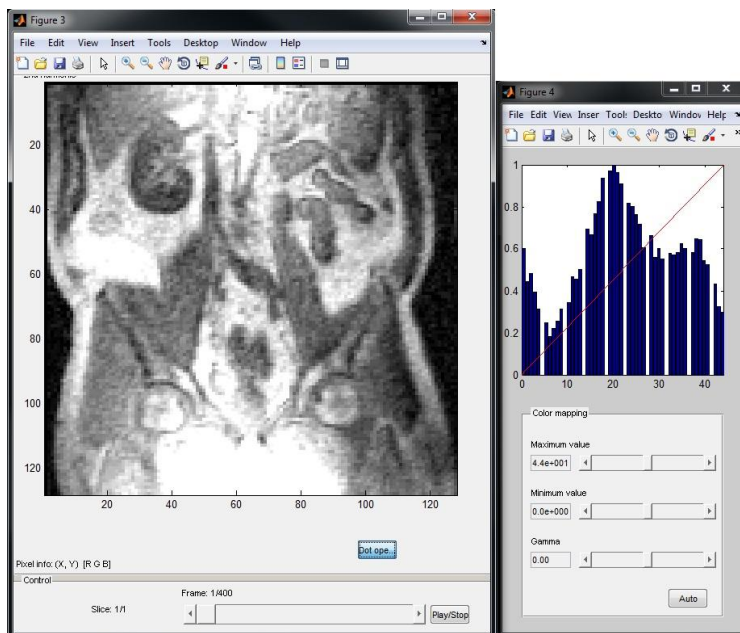 Figure 3
File Edit View Insert Tools Desktop Window Help
20
40
60
80
100
120
20 40 60 80 100 120
Dot ope...
Pixel info: (X, Y) [R G B]
Control
Frame: 1/400
Slice: 1/1
Play/Stop
Figure 4
File Edit View Inser Tool: Deskto Windov Help
1
0.8
0.6
0.4
0.2
0
0 10 20 30 40
Color mapping
Maximum value
4.4e+001
Minimum value
0.0e+000
Gamma
0.00
Auto